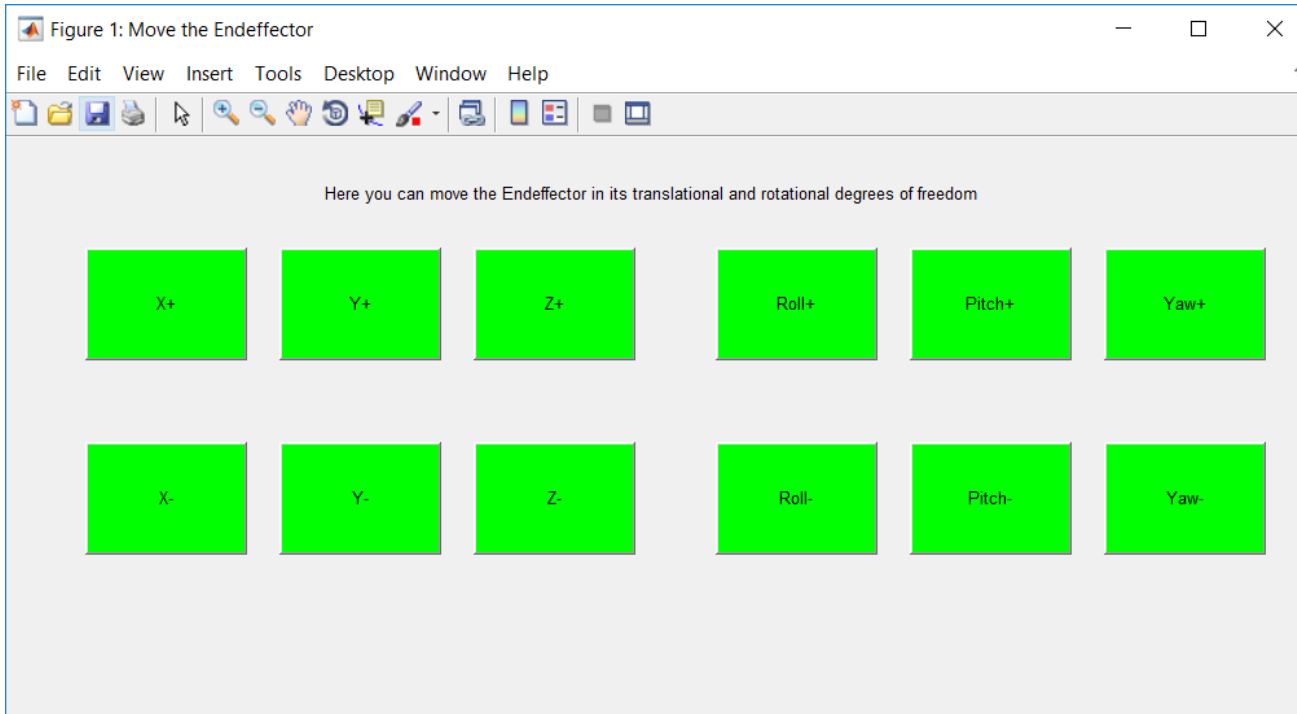 Figure 1: Move the Endeffector
File Edit View Insert Tools Desktop Window Help
Here you can move the Endeffector in its translational and rotational degrees of freedom
X+ Y+ Z+ Roll+ Pitch+ Yaw+
X- Y- Z- Roll- Pitch- Yaw-